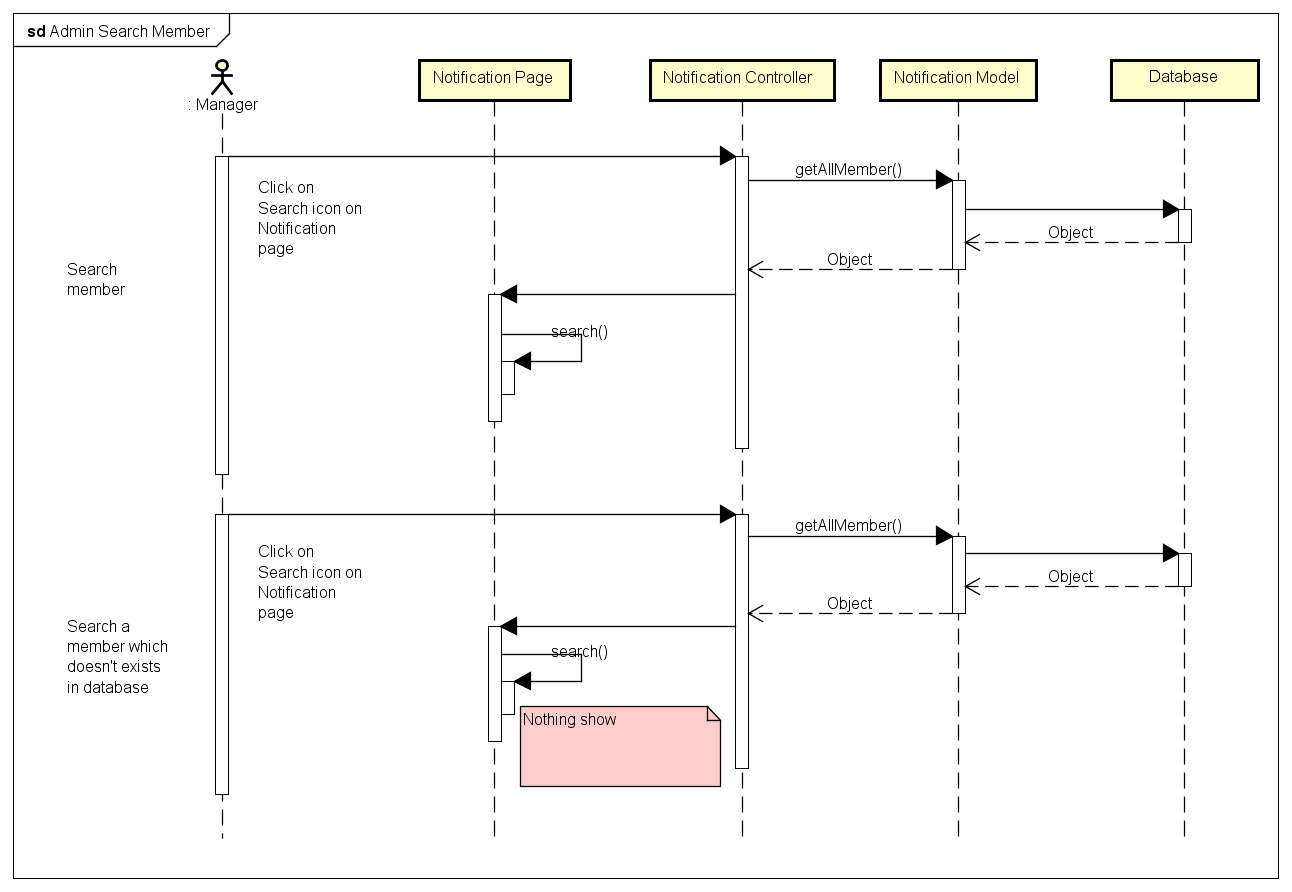 sd Admin Search Member
: Manager
Notification Page
Notification Controller
Notification Model
Database
getAllMember()
Click on
Search icon on
Notification
page
Object
Object
Search
member
search()
getAllMember()
Click on
Search icon on
Notification
page
Object
Object
Search a
member which
doesn't exists
in database
search()
Nothing show